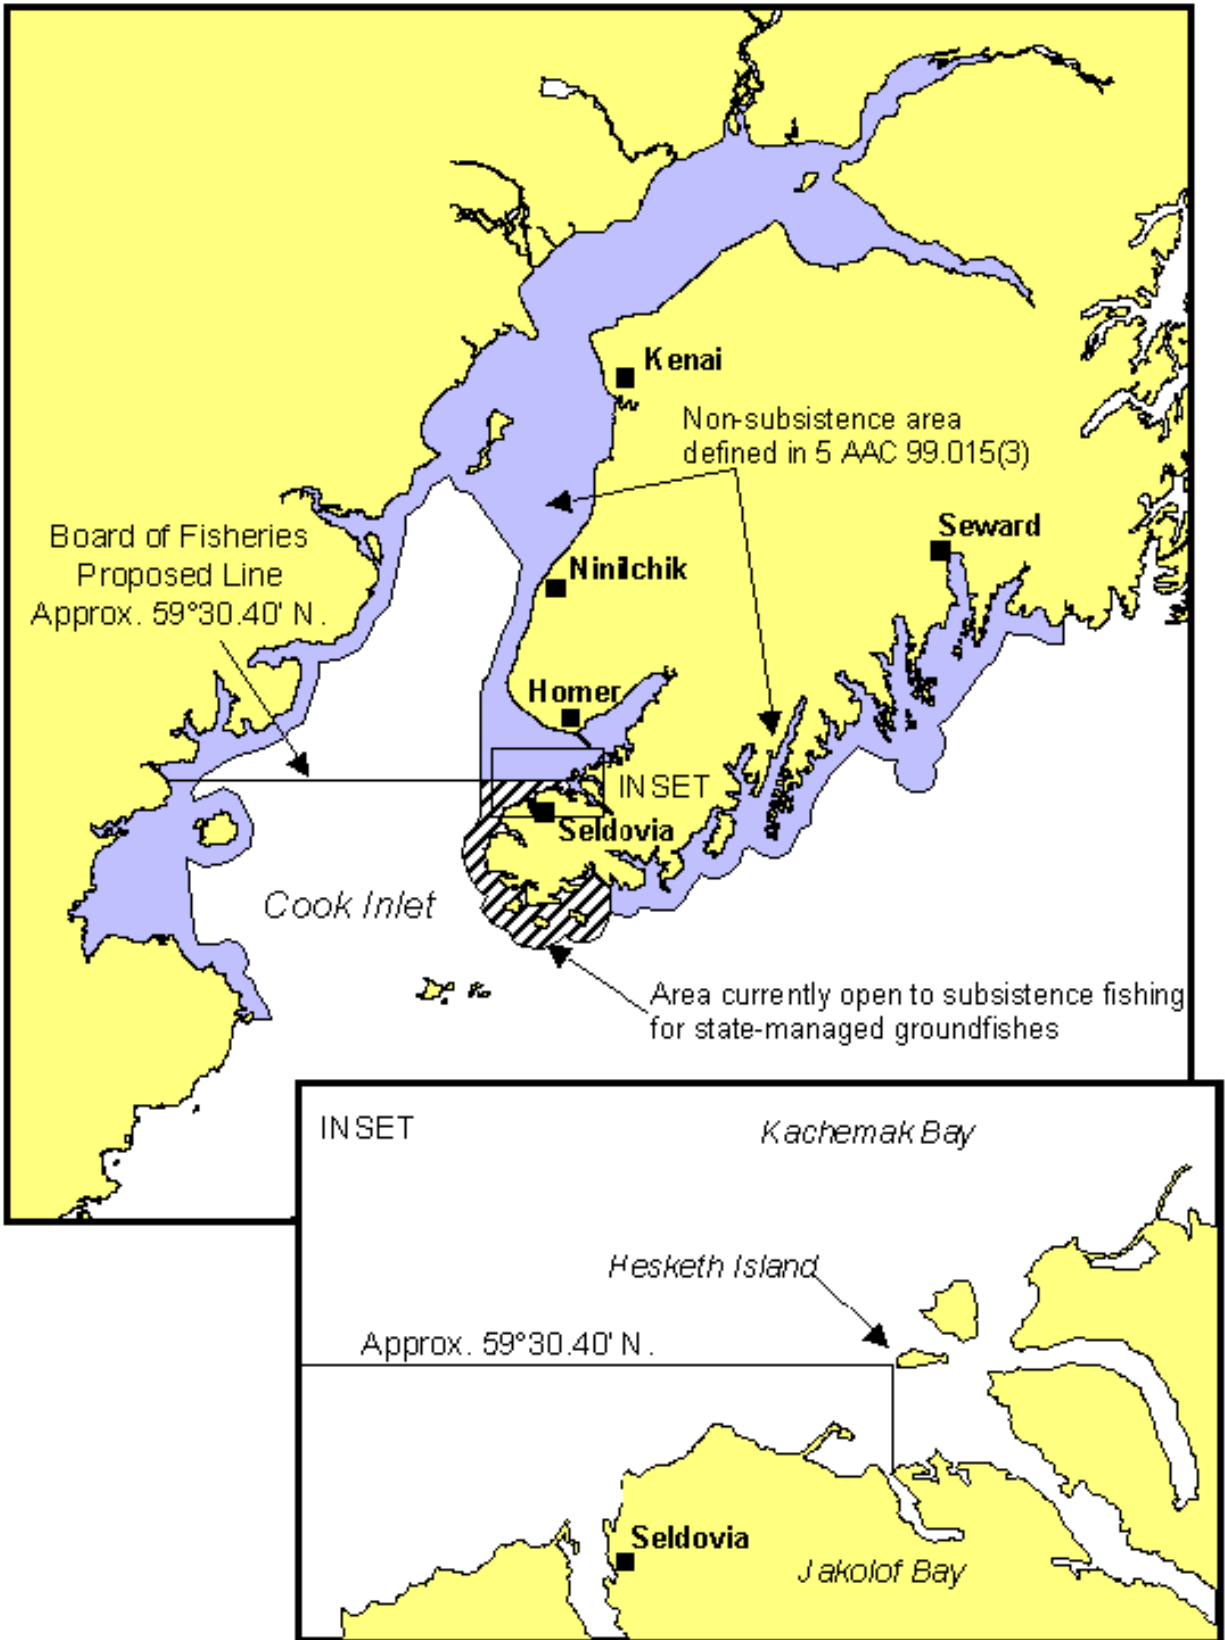 Kenai
Non-subsistence area
defined in 5 AAC 99.015(3)
Seward
Board of Fisheries
Proposed Line
Approx. 59°30.40' N.
Ninilchik
Homer
INSET
Seldovia
Cook Inlet
Area currently open to subsistence fishing
for state-managed groundfishes
INSET
Kachemak Bay
Hesketh Island
Approx. 59°30.40' N.
Seldovia
Jakolof Bay